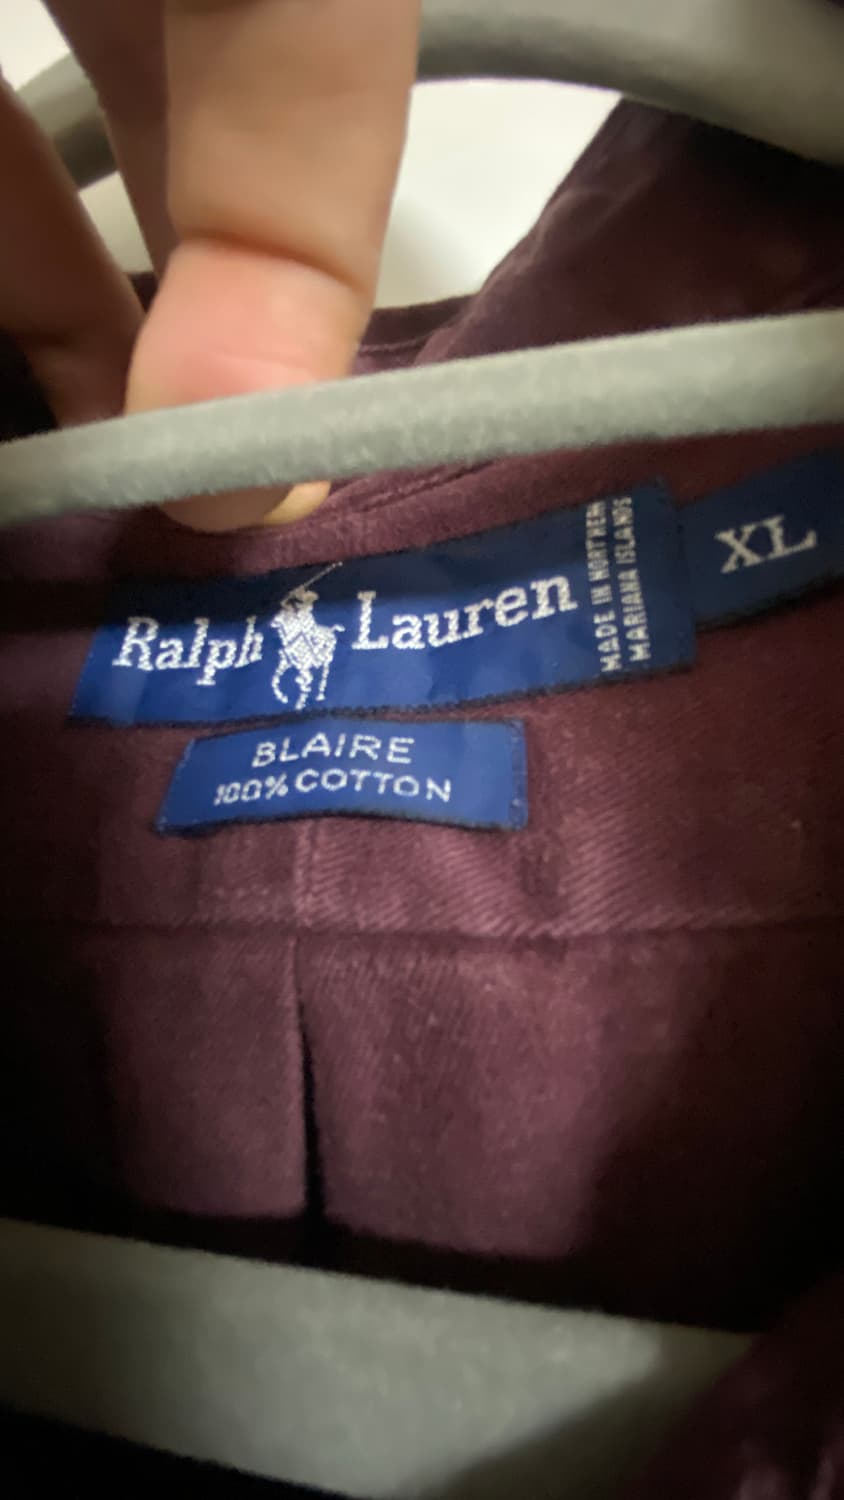 Ralph Lauren
MADE IN NORTHERN
MARIANA ISLANDS
XL
BLAIRE
100% COTTON